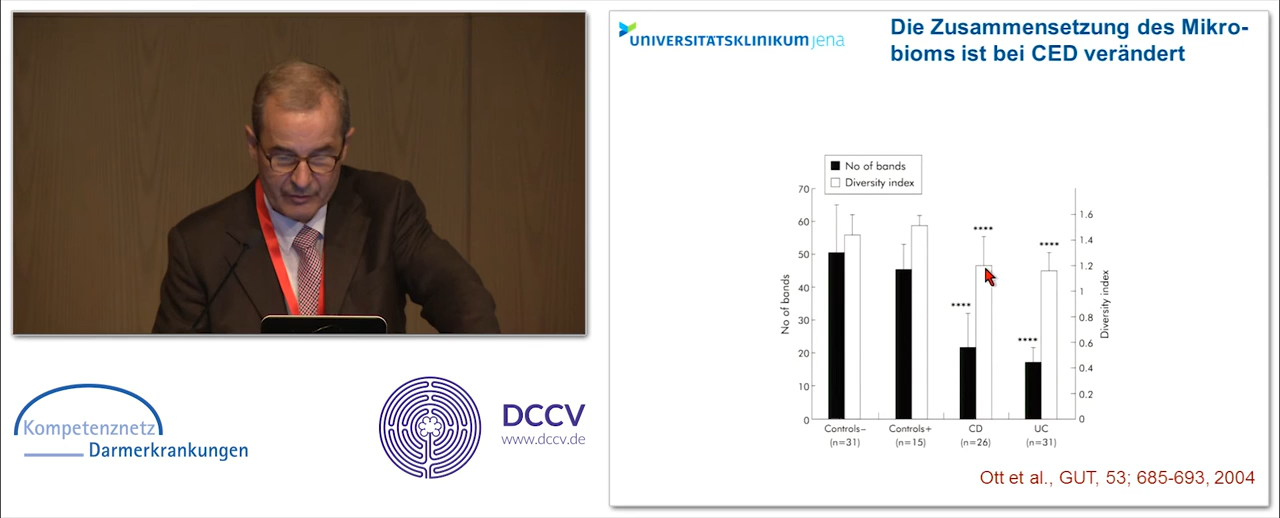 UNIVERSITÄTSKLINIKUM jena
Die Zusammensetzung des Mikro-
bioms ist bei CED verändert
No of bands
Diversity index
70
60
50
40
30
20
10
0
No of bands
1.6
1.4
1.2
1
0.8
0.6
0.4
0.2
0
Diversity index
****
****
****
****
Controls– Controls+ CD UC
(n=31) (n=15) (n=26) (n=31)
Ott et al., GUT, 53; 685-693, 2004
Kompetenznetz
Darmerkrankungen
DCCV
www.dccv.de